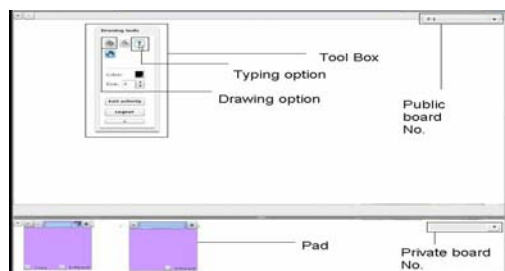 Drawing tools
Tool Box
Typing option
Color
Size
Drawing option
Exit activity
Logout
Public
board
No.
Pad
Private board
No.